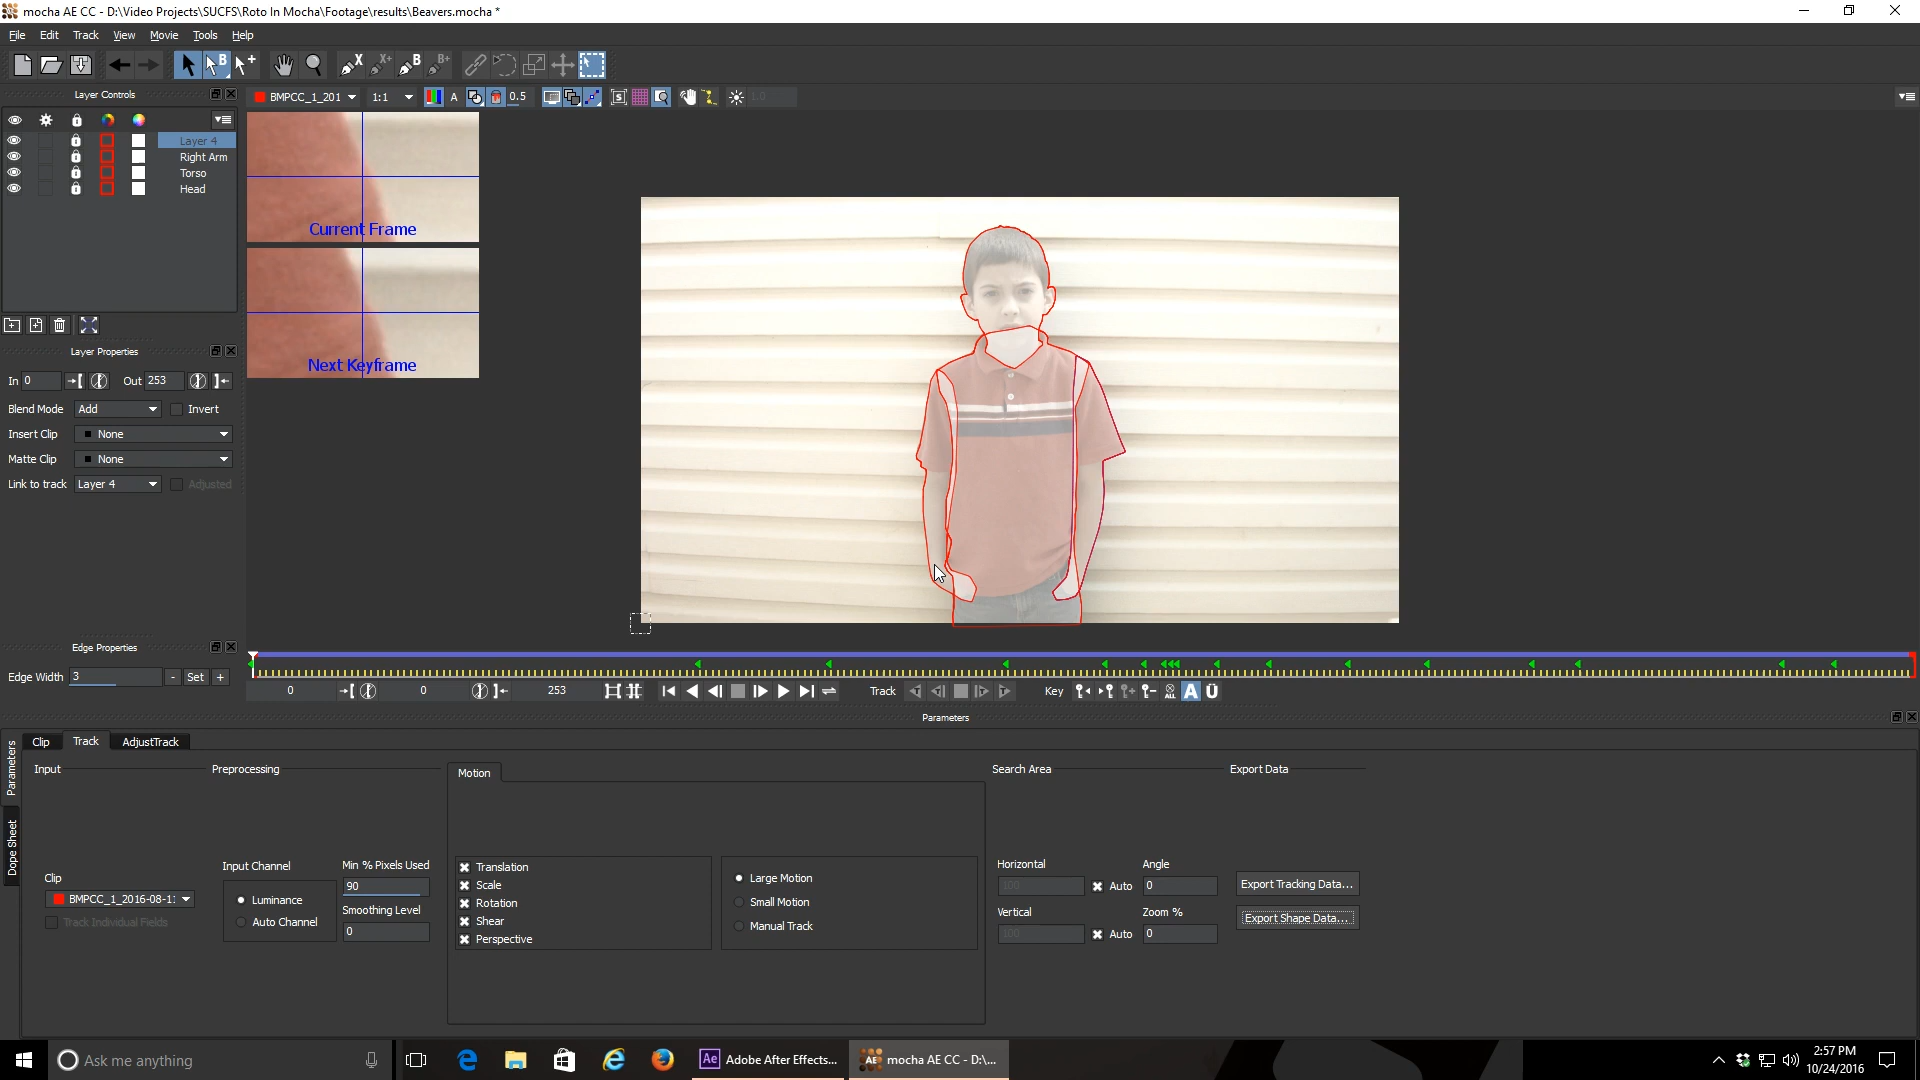 mocha AE CC - D:\Video Projects\SUCFS\Roto In Mocha\Footage\results\Beavers.mocha *
File Edit Track View Movie Tools Help
Layer Controls
BMPCC_1_201 1:1 A 0.5 1.0
Layer 4
Right Arm
Torso
Head
Current Frame
Next Keyframe
Layer Properties
In 0 Out 253
Blend Mode Add Invert
Insert Clip None
Matte Clip None
Link to track Layer 4 Adjusted
Edge Properties
Edge Width 3 - Set +
0 0 253 Track Key ALL A Ü
Parameters
Clip Track AdjustTrack
Parameters
Dope Sheet
Input Preprocessing Motion Search Area Export Data
Clip
BMPCC_1_2016-08-1
Track Individual Fields
Input Channel
Luminance
Auto Channel
Min % Pixels Used
90
Smoothing Level
0
Translation
Scale
Rotation
Shear
Perspective
Large Motion
Small Motion
Manual Track
Horizontal Angle
100 Auto 0
Vertical Zoom %
100 Auto 0
Export Tracking Data...
Export Shape Data...
Ask me anything
Ae Adobe After Effects...
AE mocha AE CC - D:\...
2:57 PM
10/24/2016